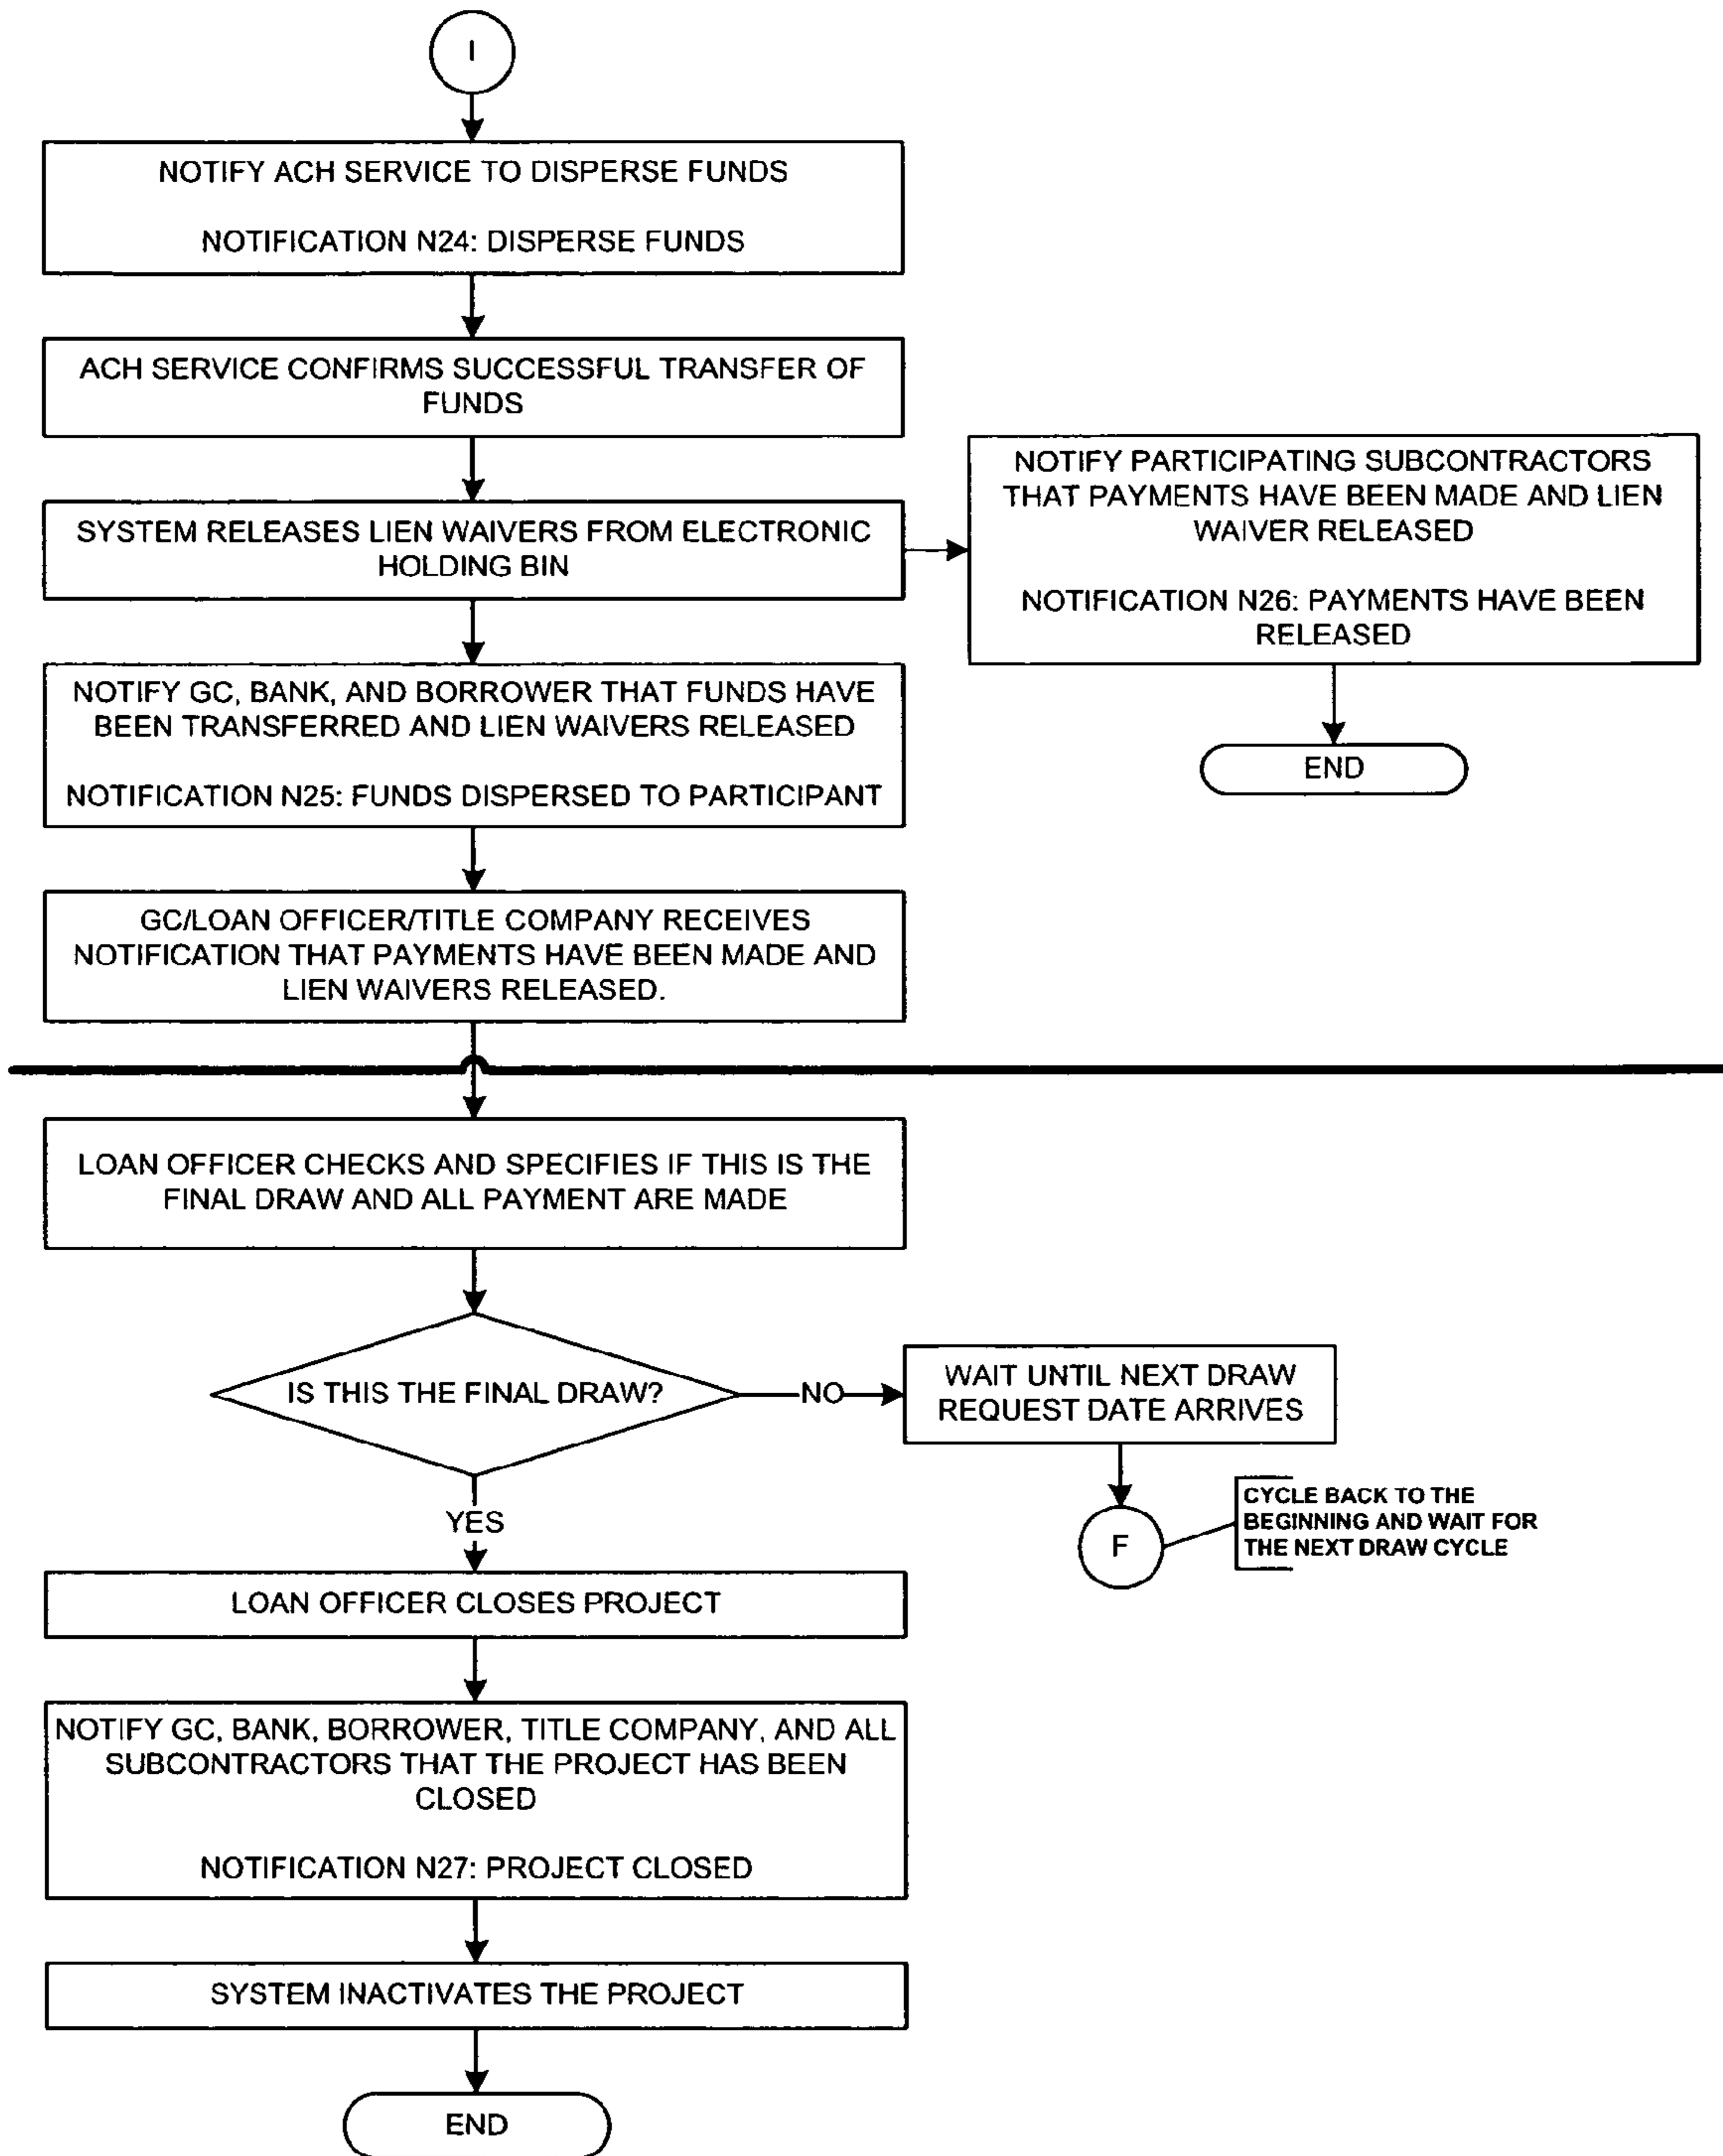 I
NOTIFY ACH SERVICE TO DISPERSE FUNDS
NOTIFICATION N24: DISPERSE FUNDS
ACH SERVICE CONFIRMS SUCCESSFUL TRANSFER OF
FUNDS
SYSTEM RELEASES LIEN WAIVERS FROM ELECTRONIC
HOLDING BIN
NOTIFY PARTICIPATING SUBCONTRACTORS
THAT PAYMENTS HAVE BEEN MADE AND LIEN
WAIVER RELEASED
NOTIFICATION N26: PAYMENTS HAVE BEEN
RELEASED
END
NOTIFY GC, BANK, AND BORROWER THAT FUNDS HAVE
BEEN TRANSFERRED AND LIEN WAIVERS RELEASED
NOTIFICATION N25: FUNDS DISPERSED TO PARTICIPANT
GC/LOAN OFFICER/TITLE COMPANY RECEIVES
NOTIFICATION THAT PAYMENTS HAVE BEEN MADE AND
LIEN WAIVERS RELEASED.
LOAN OFFICER CHECKS AND SPECIFIES IF THIS IS THE
FINAL DRAW AND ALL PAYMENT ARE MADE
IS THIS THE FINAL DRAW?
NO
WAIT UNTIL NEXT DRAW
REQUEST DATE ARRIVES
F
CYCLE BACK TO THE
BEGINNING AND WAIT FOR
THE NEXT DRAW CYCLE
YES
LOAN OFFICER CLOSES PROJECT
NOTIFY GC, BANK, BORROWER, TITLE COMPANY, AND ALL
SUBCONTRACTORS THAT THE PROJECT HAS BEEN
CLOSED
NOTIFICATION N27: PROJECT CLOSED
SYSTEM INACTIVATES THE PROJECT
END